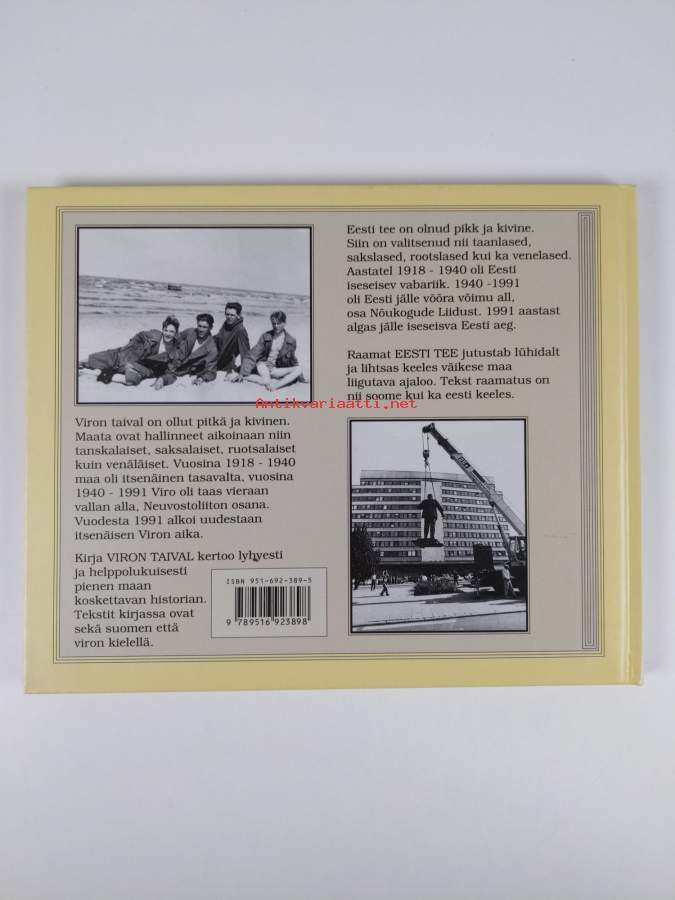 Eesti tee on olnud pikk ja kivine.
Siin on valitsenud nii taanlased,
sakslased, rootslased kui ka venelased.
Aastatel 1918 - 1940 oli Eesti
iseseisev vabariik. 1940 -1991
oli Eesti jälle võõra võimu all,
osa Nõukogude Liidust. 1991 aastast
algas jälle iseseisva Eesti aeg.
Raamat EESTI TEE jutustab lühidalt
ja lihtsas keeles väikese maa
liigutava ajaloo. Tekst raamatus on
nii soome kui ka eesti keeles.
Antikvariaatti.net
Viron taival on ollut pitkä ja kivinen.
Maata ovat hallinneet aikoinaan niin
tanskalaiset, saksalaiset, ruotsalaiset
kuin venäläiset. Vuosina 1918 - 1940
maa oli itsenäinen tasavalta, vuosina
1940 - 1991 Viro oli taas vieraan
vallan alla, Neuvostoliiton osana.
Vuodesta 1991 alkoi uudestaan
itsenäisen Viron aika.
Kirja VIRON TAIVAL kertoo lyhyesti
ja helppolukuisesti
pienen maan
koskettavan historian.
Tekstit kirjassa ovat
sekä suomen että
viron kielellä.
ISBN 951-692-389-5
9 789516 923898